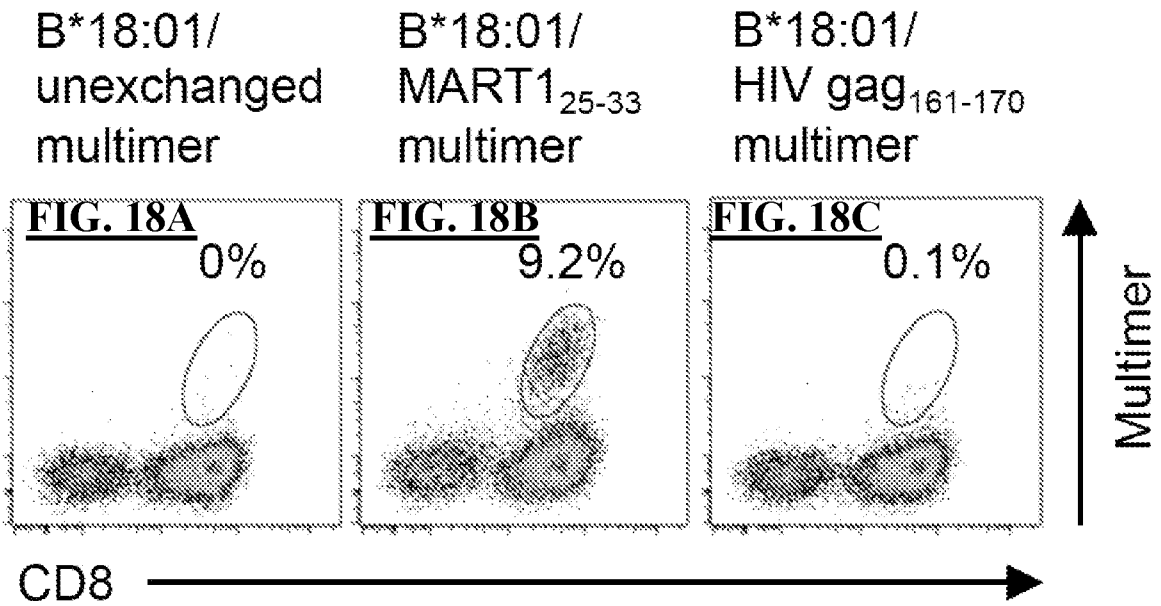 B*18:01/
unexchanged
multimer
B*18:01/
MART1₂₅₋₃₃
multimer
B*18:01/
HIV gag₁₆₁₋₁₇₀
multimer
FIG. 18A
0%
FIG. 18B
9.2%
FIG. 18C
0.1%
Multimer
CD8